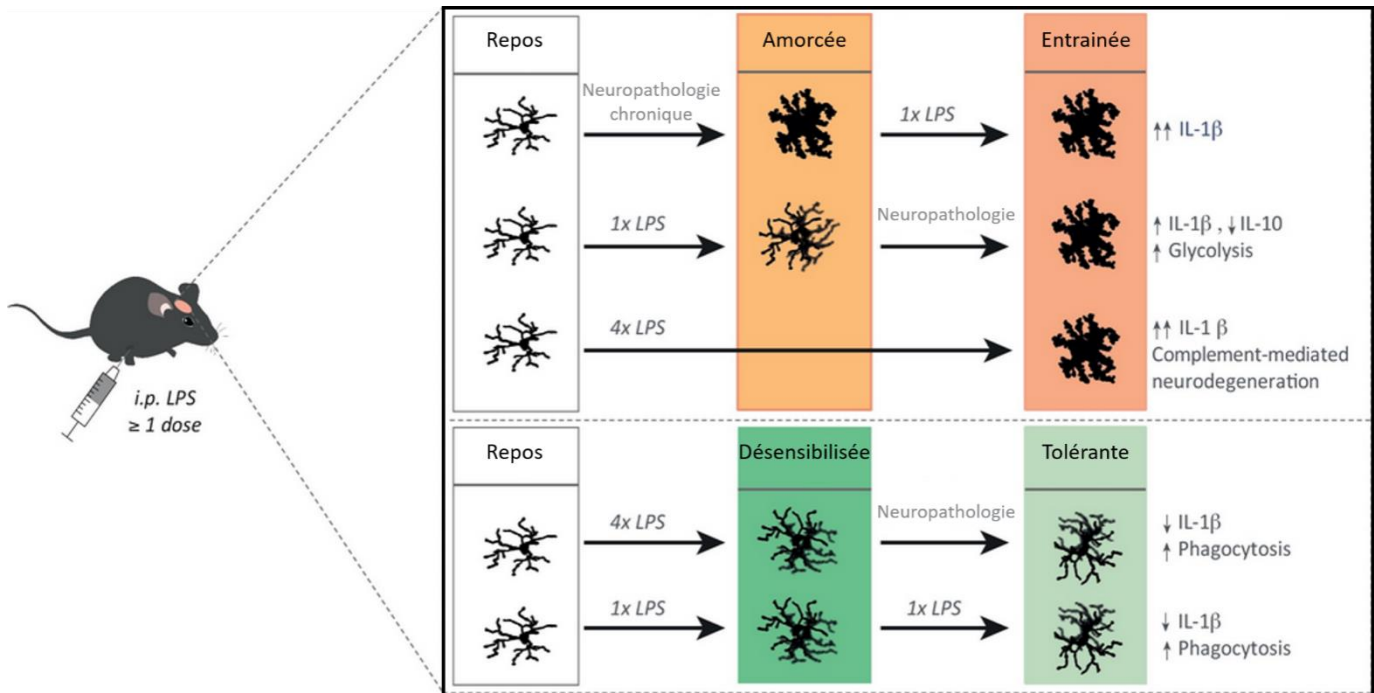 Repos
Amorcée
Entrainée
Neuropathologie
chronique
1x LPS
↑↑ IL-1β
1x LPS
Neuropathologie
↑ IL-1β , ↓ IL-10
↑ Glycolysis
4x LPS
↑↑ IL-1 β
Complement-mediated
neurodegeneration
i.p. LPS
≥ 1 dose
Repos
Désensibilisée
Tolérante
4x LPS
Neuropathologie
↓ IL-1β
↑ Phagocytosis
1x LPS
1x LPS
↓ IL-1β
↑ Phagocytosis